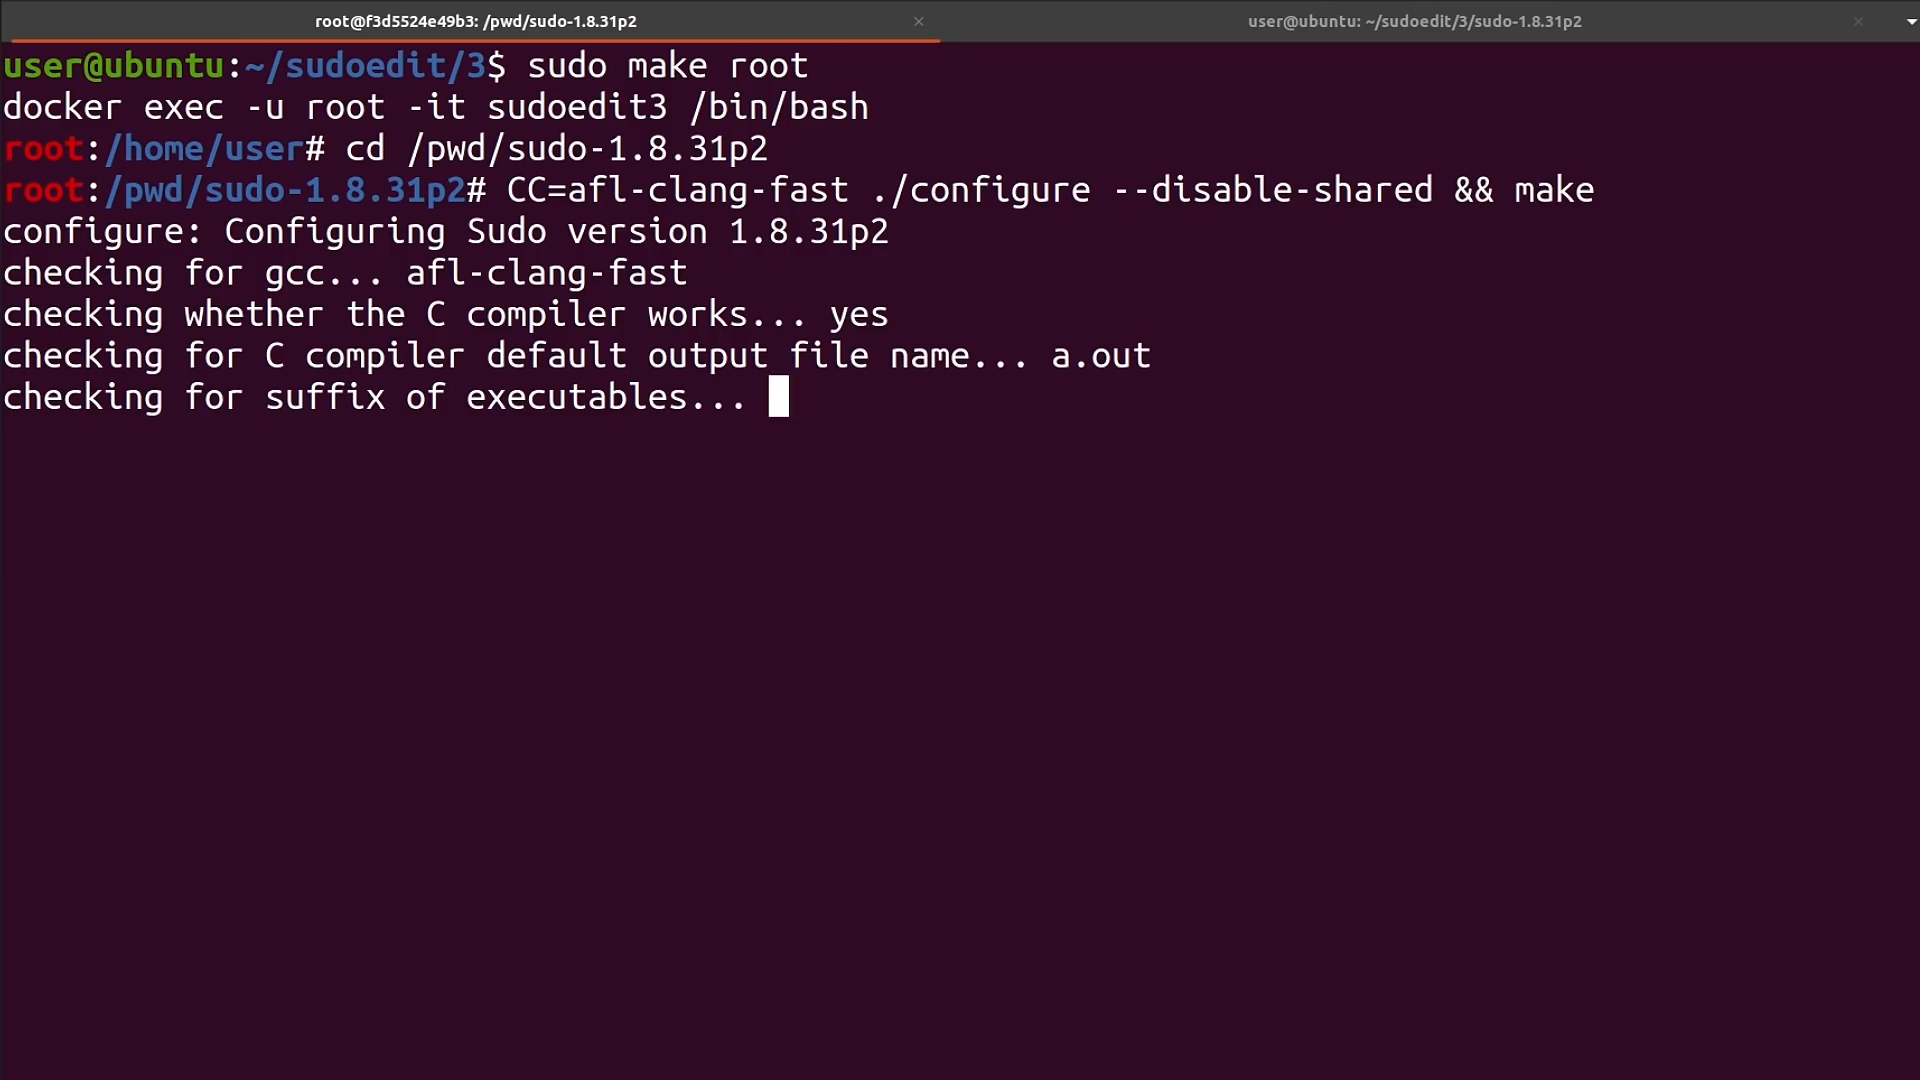 root@f3d5524e49b3: /pwd/sudo-1.8.31p2 × user@ubuntu: ~/sudoedit/3/sudo-1.8.31p2 ×
user@ubuntu:~/sudoedit/3$ sudo make root
docker exec -u root -it sudoedit3 /bin/bash
root:/home/user# cd /pwd/sudo-1.8.31p2
root:/pwd/sudo-1.8.31p2# CC=afl-clang-fast ./configure --disable-shared && make
configure: Configuring Sudo version 1.8.31p2
checking for gcc... afl-clang-fast
checking whether the C compiler works... yes
checking for C compiler default output file name... a.out
checking for suffix of executables...